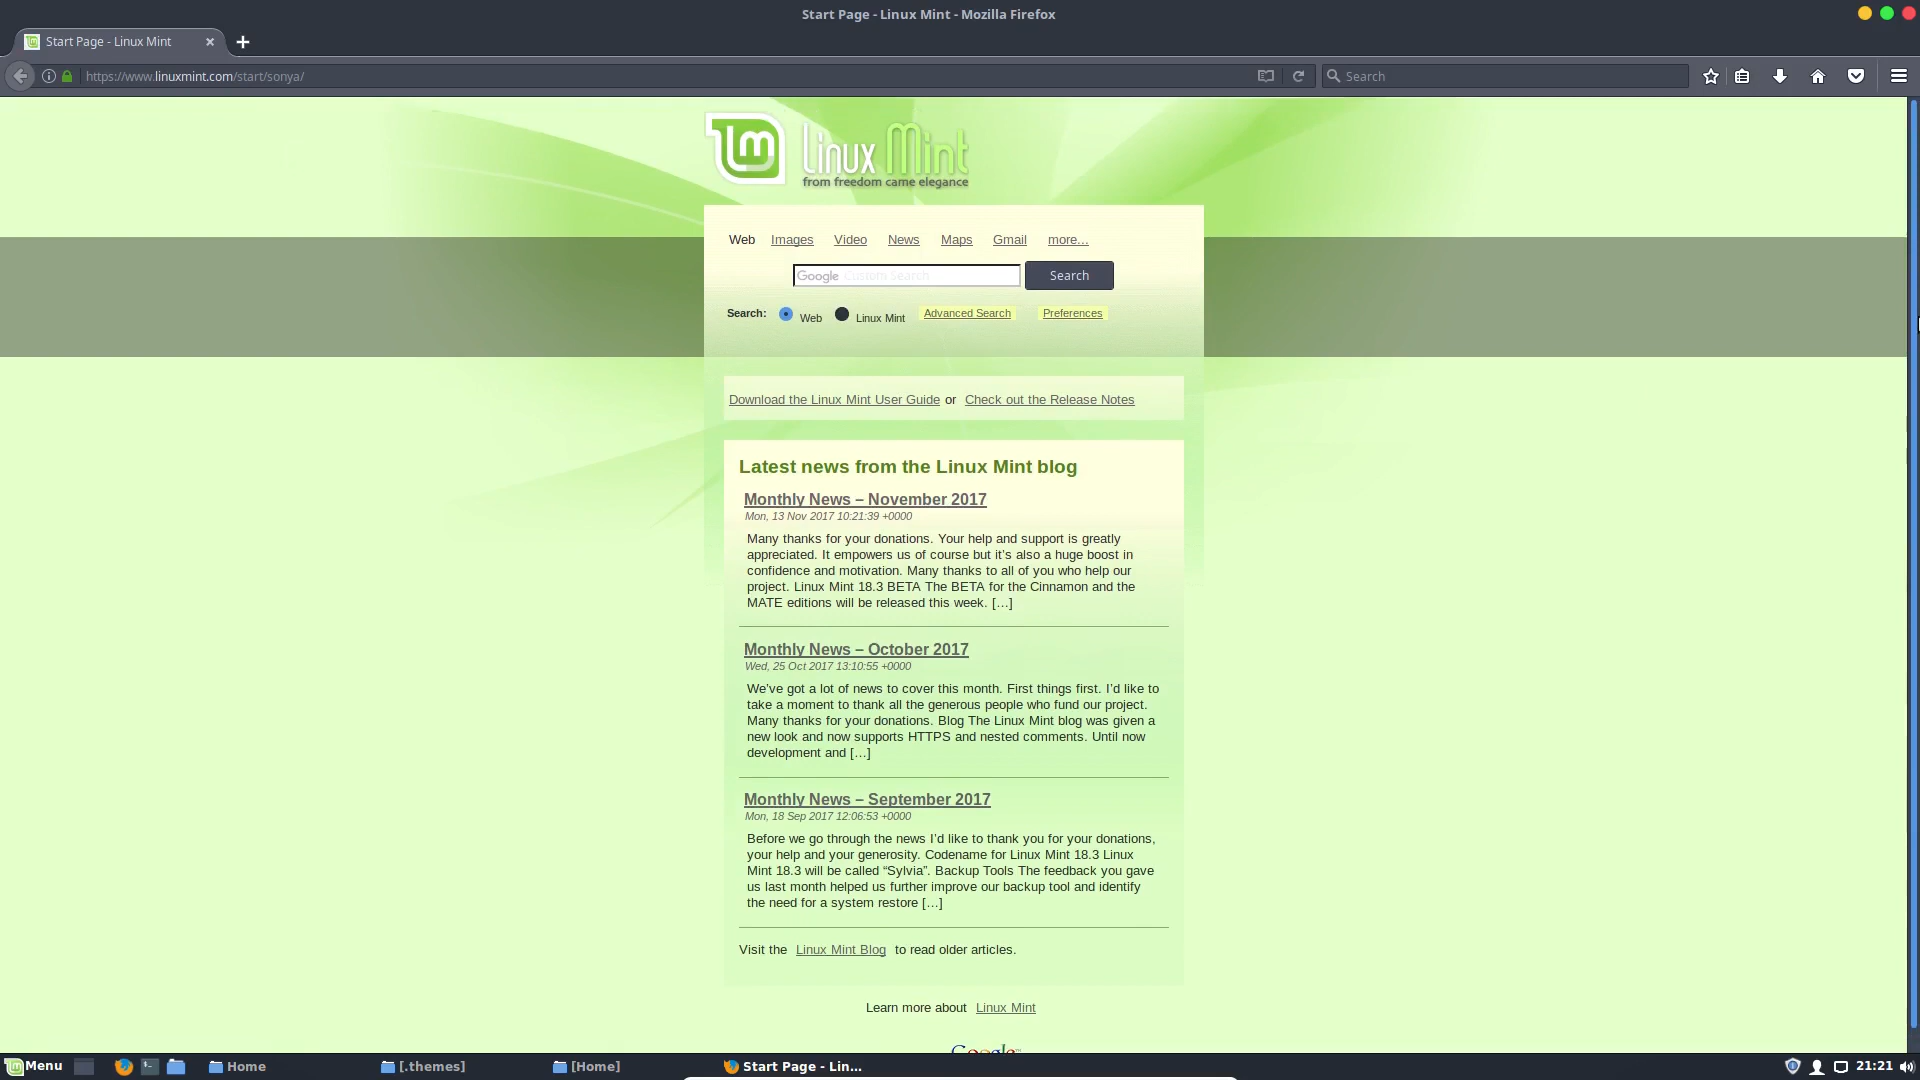 Start Page - Linux Mint - Mozilla Firefox
Start Page - Linux Mint
https://www.linuxmint.com/start/sonya/
Search
Linux Mint
from freedom came elegance
Web Images Video News Maps Gmail more...
Google Custom Search Search
Search: Web Linux Mint Advanced Search Preferences
Download the Linux Mint User Guide or Check out the Release Notes
Latest news from the Linux Mint blog
Monthly News – November 2017
Mon, 13 Nov 2017 10:21:39 +0000
Many thanks for your donations. Your help and support is greatly
appreciated. It empowers us of course but it’s also a huge boost in
confidence and motivation. Many thanks to all of you who help our
project. Linux Mint 18.3 BETA The BETA for the Cinnamon and the
MATE editions will be released this week. […]
Monthly News – October 2017
Wed, 25 Oct 2017 13:10:55 +0000
We’ve got a lot of news to cover this month. First things first. I’d like to
take a moment to thank all the generous people who fund our project.
Many thanks for your donations. Blog The Linux Mint blog was given a
new look and now supports HTTPS and nested comments. Until now
development and […]
Monthly News – September 2017
Mon, 18 Sep 2017 12:06:53 +0000
Before we go through the news I’d like to thank you for your donations,
your help and your generosity. Codename for Linux Mint 18.3 Linux
Mint 18.3 will be called “Sylvia”. Backup Tools The feedback you gave
us last month helped us further improve our backup tool and identify
the need for a system restore […]
Visit the Linux Mint Blog to read older articles.
Learn more about Linux Mint
Google
Menu Home [.themes] [Home] Start Page - Lin... 21:21